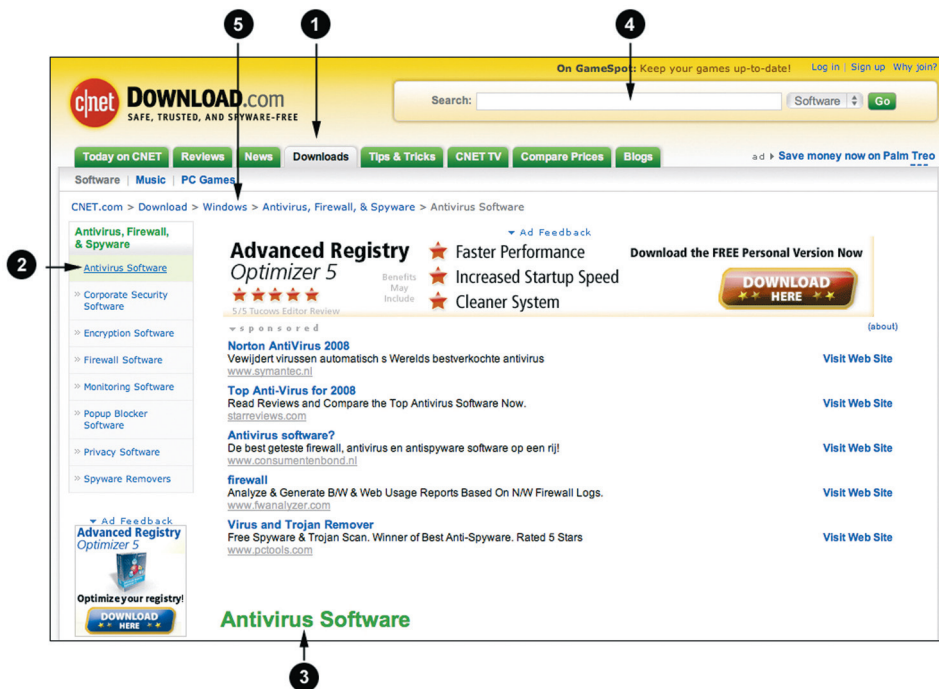 5 1 4
On GameSpot: Keep your games up-to-date! Log in | Sign up Why join?
c|net DOWNLOAD.com
SAFE, TRUSTED, AND SPYWARE-FREE
Search: Software Go
Today on CNET Reviews News Downloads Tips & Tricks CNET TV Compare Prices Blogs
ad Save money now on Palm Treo
Software | Music | PC Games
CNET.com > Download > Windows > Antivirus, Firewall, & Spyware > Antivirus Software
Antivirus, Firewall,
& Spyware
2
Antivirus Software
» Corporate Security
Software
» Encryption Software
» Firewall Software
» Monitoring Software
» Popup Blocker
Software
» Privacy Software
» Spyware Removers
Ad Feedback
Advanced Registry
Optimizer 5
5/5 Tucows Editor Review
Benefits
May
Include
Faster Performance
Increased Startup Speed
Cleaner System
Download the FREE Personal Version Now
DOWNLOAD
HERE
sponsored (about)
Norton AntiVirus 2008
Vewijdert virussen automatisch s Werelds bestverkochte antivirus
www.symantec.nl
Visit Web Site
Top Anti-Virus for 2008
Read Reviews and Compare the Top Antivirus Software Now.
starreviews.com
Visit Web Site
Antivirus software?
De best geteste firewall, antivirus en antispyware software op een rij!
www.consumentenbond.nl
Visit Web Site
firewall
Analyze & Generate B/W & Web Usage Reports Based On N/W Firewall Logs.
www.fwanalyzer.com
Visit Web Site
Virus and Trojan Remover
Free Spyware & Trojan Scan. Winner of Best Anti-Spyware. Rated 5 Stars
www.pctools.com
Visit Web Site
Ad Feedback
Advanced Registry
Optimizer 5
Optimize your registry!
DOWNLOAD
HERE
Antivirus Software
3